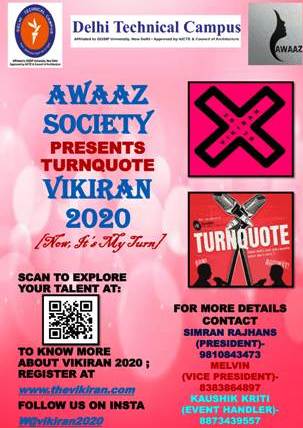 Delhi Technical Campus
Affiliated to GGSIP University, New Delhi - Approved by AICTE & Council of Architecture
AWAAZ
AWAAZ
SOCIETY
PRESENTS
TURNQUOTE
VIKIRAN
2020
[Now, It's My Turn]
VIKIRAN
TURNQUOTE
SCAN TO EXPLORE
YOUR TALENT AT:
TO KNOW MORE
ABOUT VIKIRAN 2020 ;
REGISTER AT
www.thevikiran.com
FOLLOW US ON INSTA
@vikiran2020
FOR MORE DETAILS
CONTACT
SIMRAN RAJHANS
(PRESIDENT)-
9810843473
MELVIN
(VICE PRESIDENT)-
8383864897
KAUSHIK KRITI
(EVENT HANDLER)-
8873439557